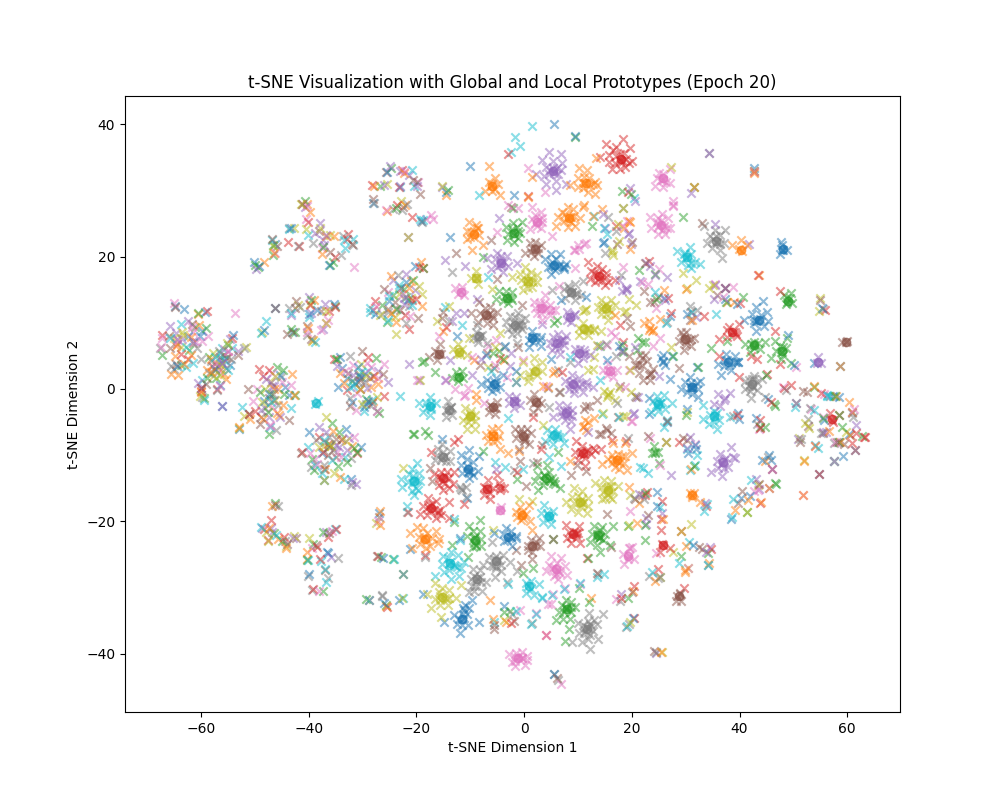 t-SNE Visualization with Global and Local Prototypes (Epoch 20)
40
20
0
−20
−40
t-SNE Dimension 2
−60 −40 −20 0 20 40 60
t-SNE Dimension 1